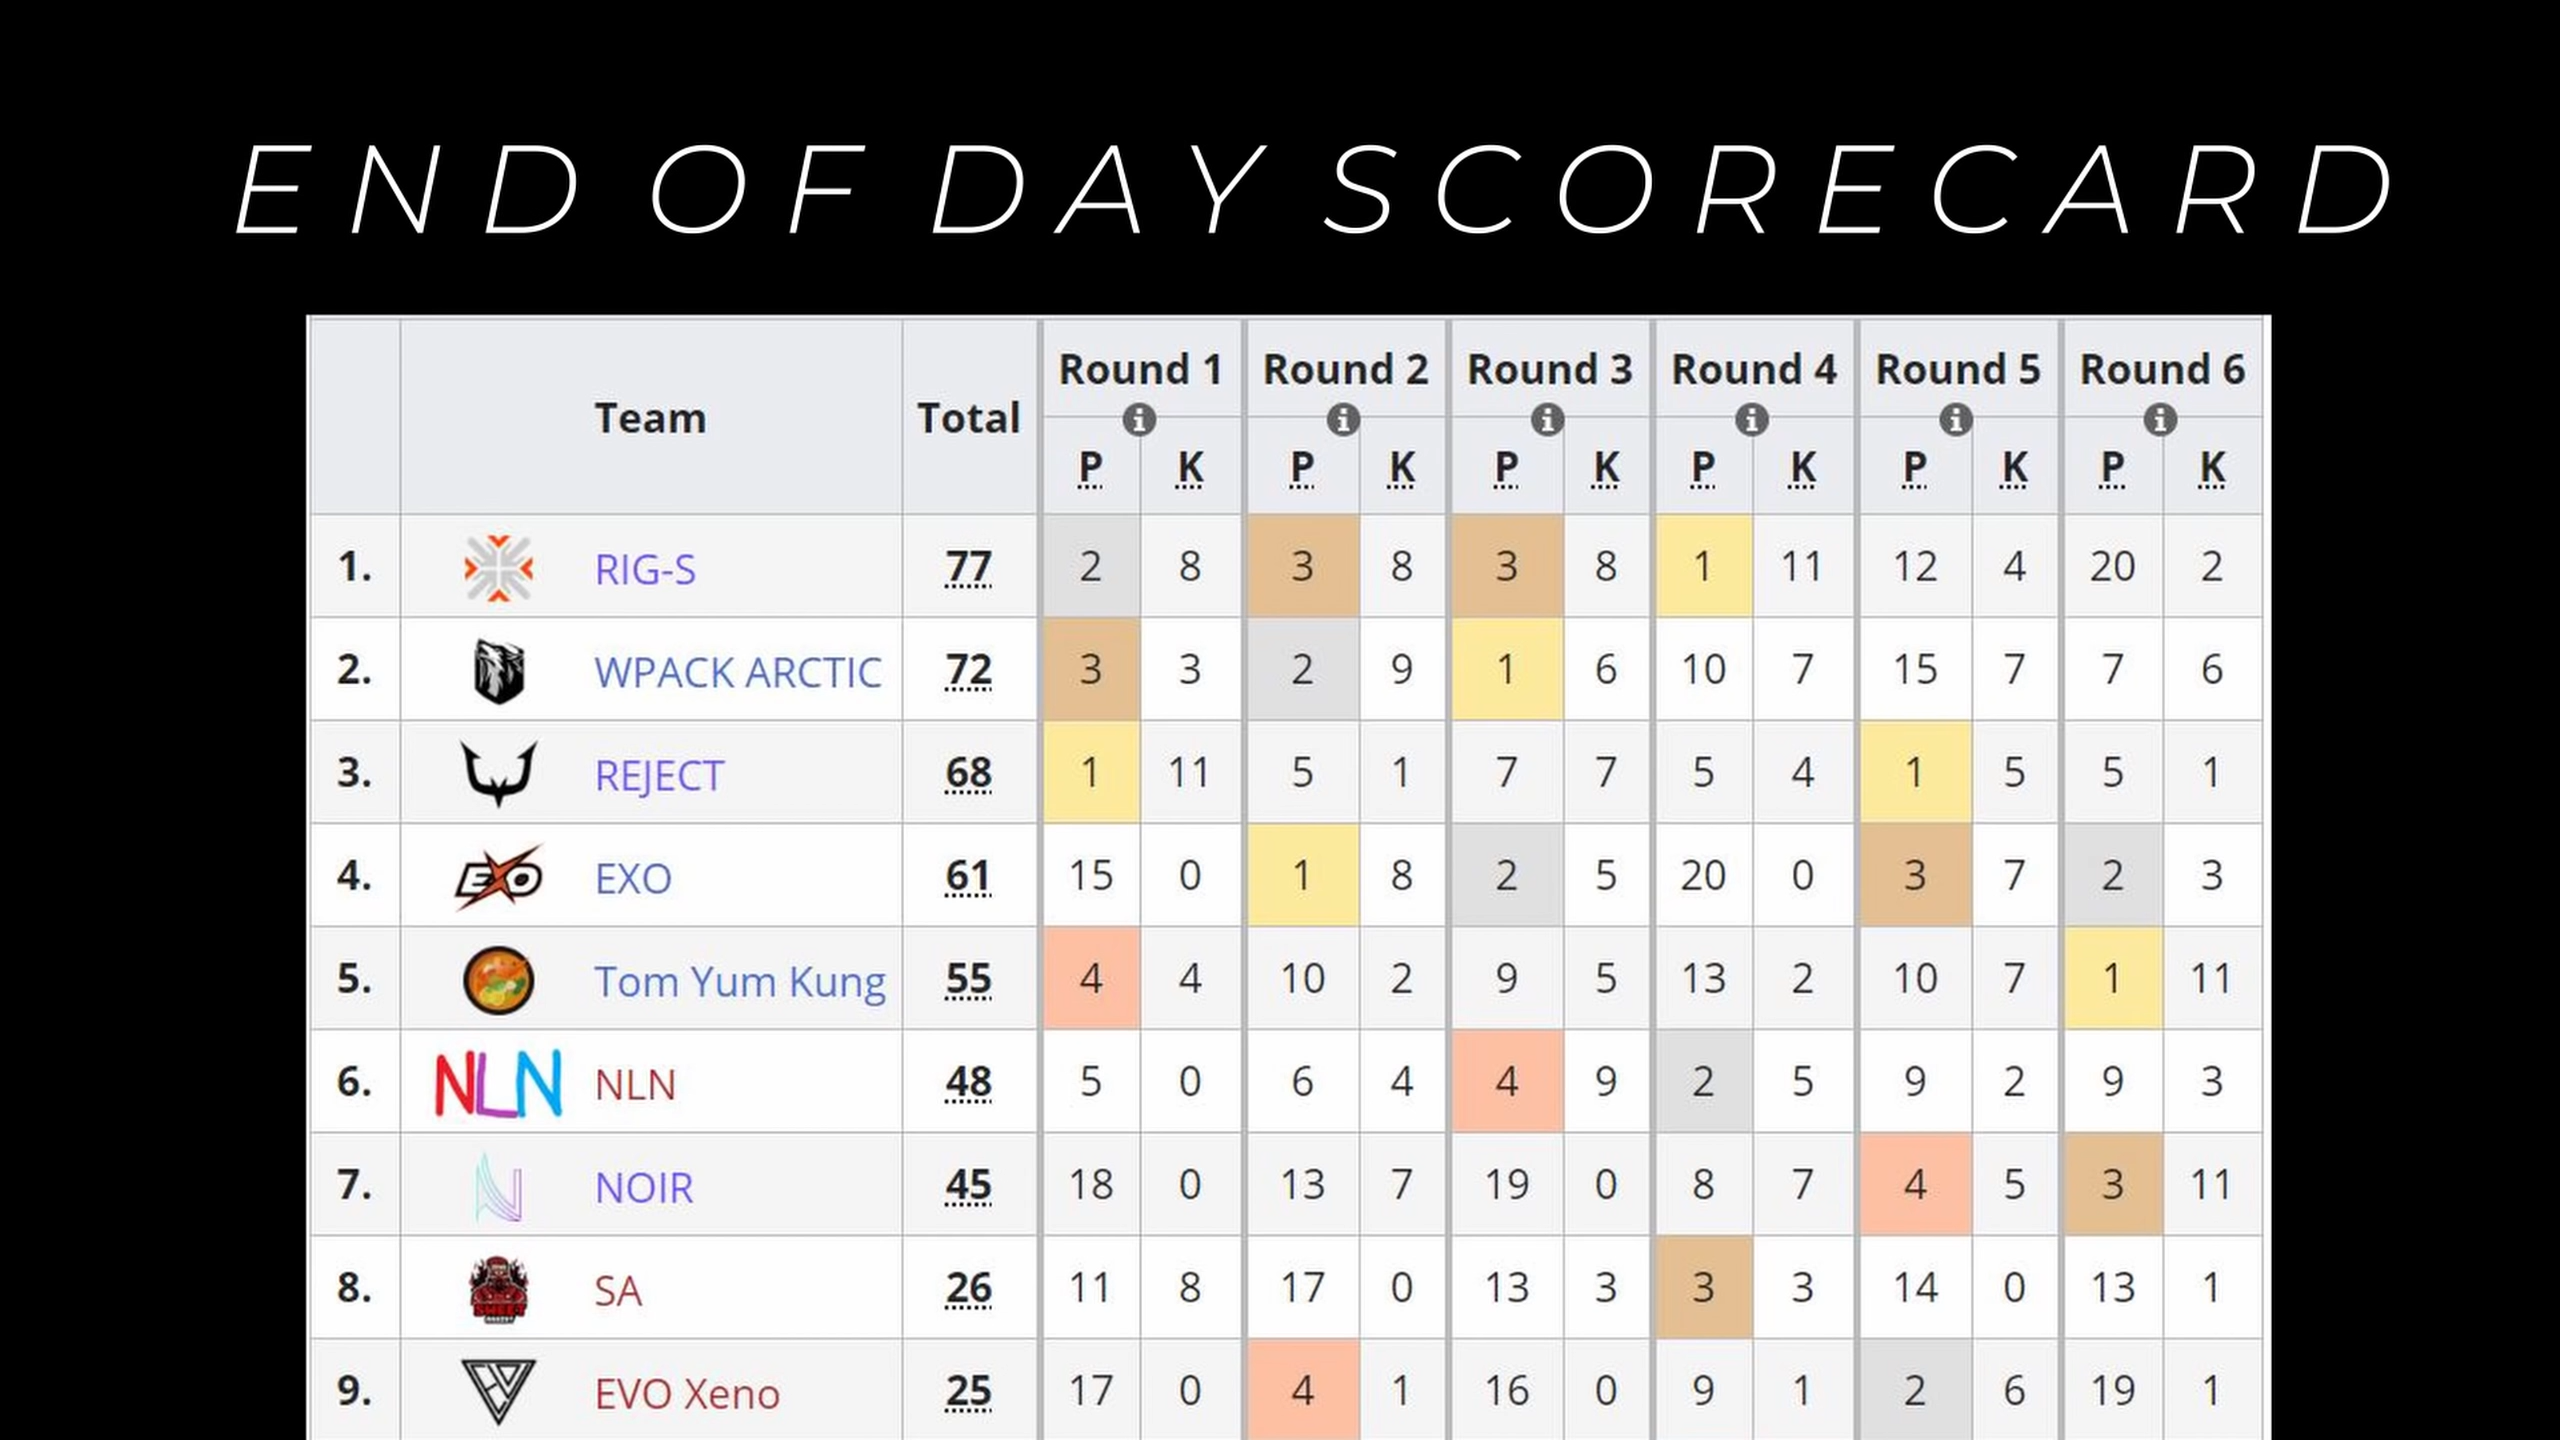 END OF DAY SCORECARD
Team Total Round 1 Round 2 Round 3 Round 4 Round 5 Round 6
P K P K P K P K P K P K
1. RIG-S 77 2 8 3 8 3 8 1 11 12 4 20 2
2. WPACK ARCTIC 72 3 3 2 9 1 6 10 7 15 7 7 6
3. REJECT 68 1 11 5 1 7 7 5 4 1 5 5 1
4. EXO EXO 61 15 0 1 8 2 5 20 0 3 7 2 3
5. Tom Yum Kung 55 4 4 10 2 9 5 13 2 10 7 1 11
6. NLN NLN 48 5 0 6 4 4 9 2 5 9 2 9 3
7. NOIR 45 18 0 13 7 19 0 8 7 4 5 3 11
8. SWEET SA 26 11 8 17 0 13 3 3 3 14 0 13 1
9. EVO Xeno 25 17 0 4 1 16 0 9 1 2 6 19 1